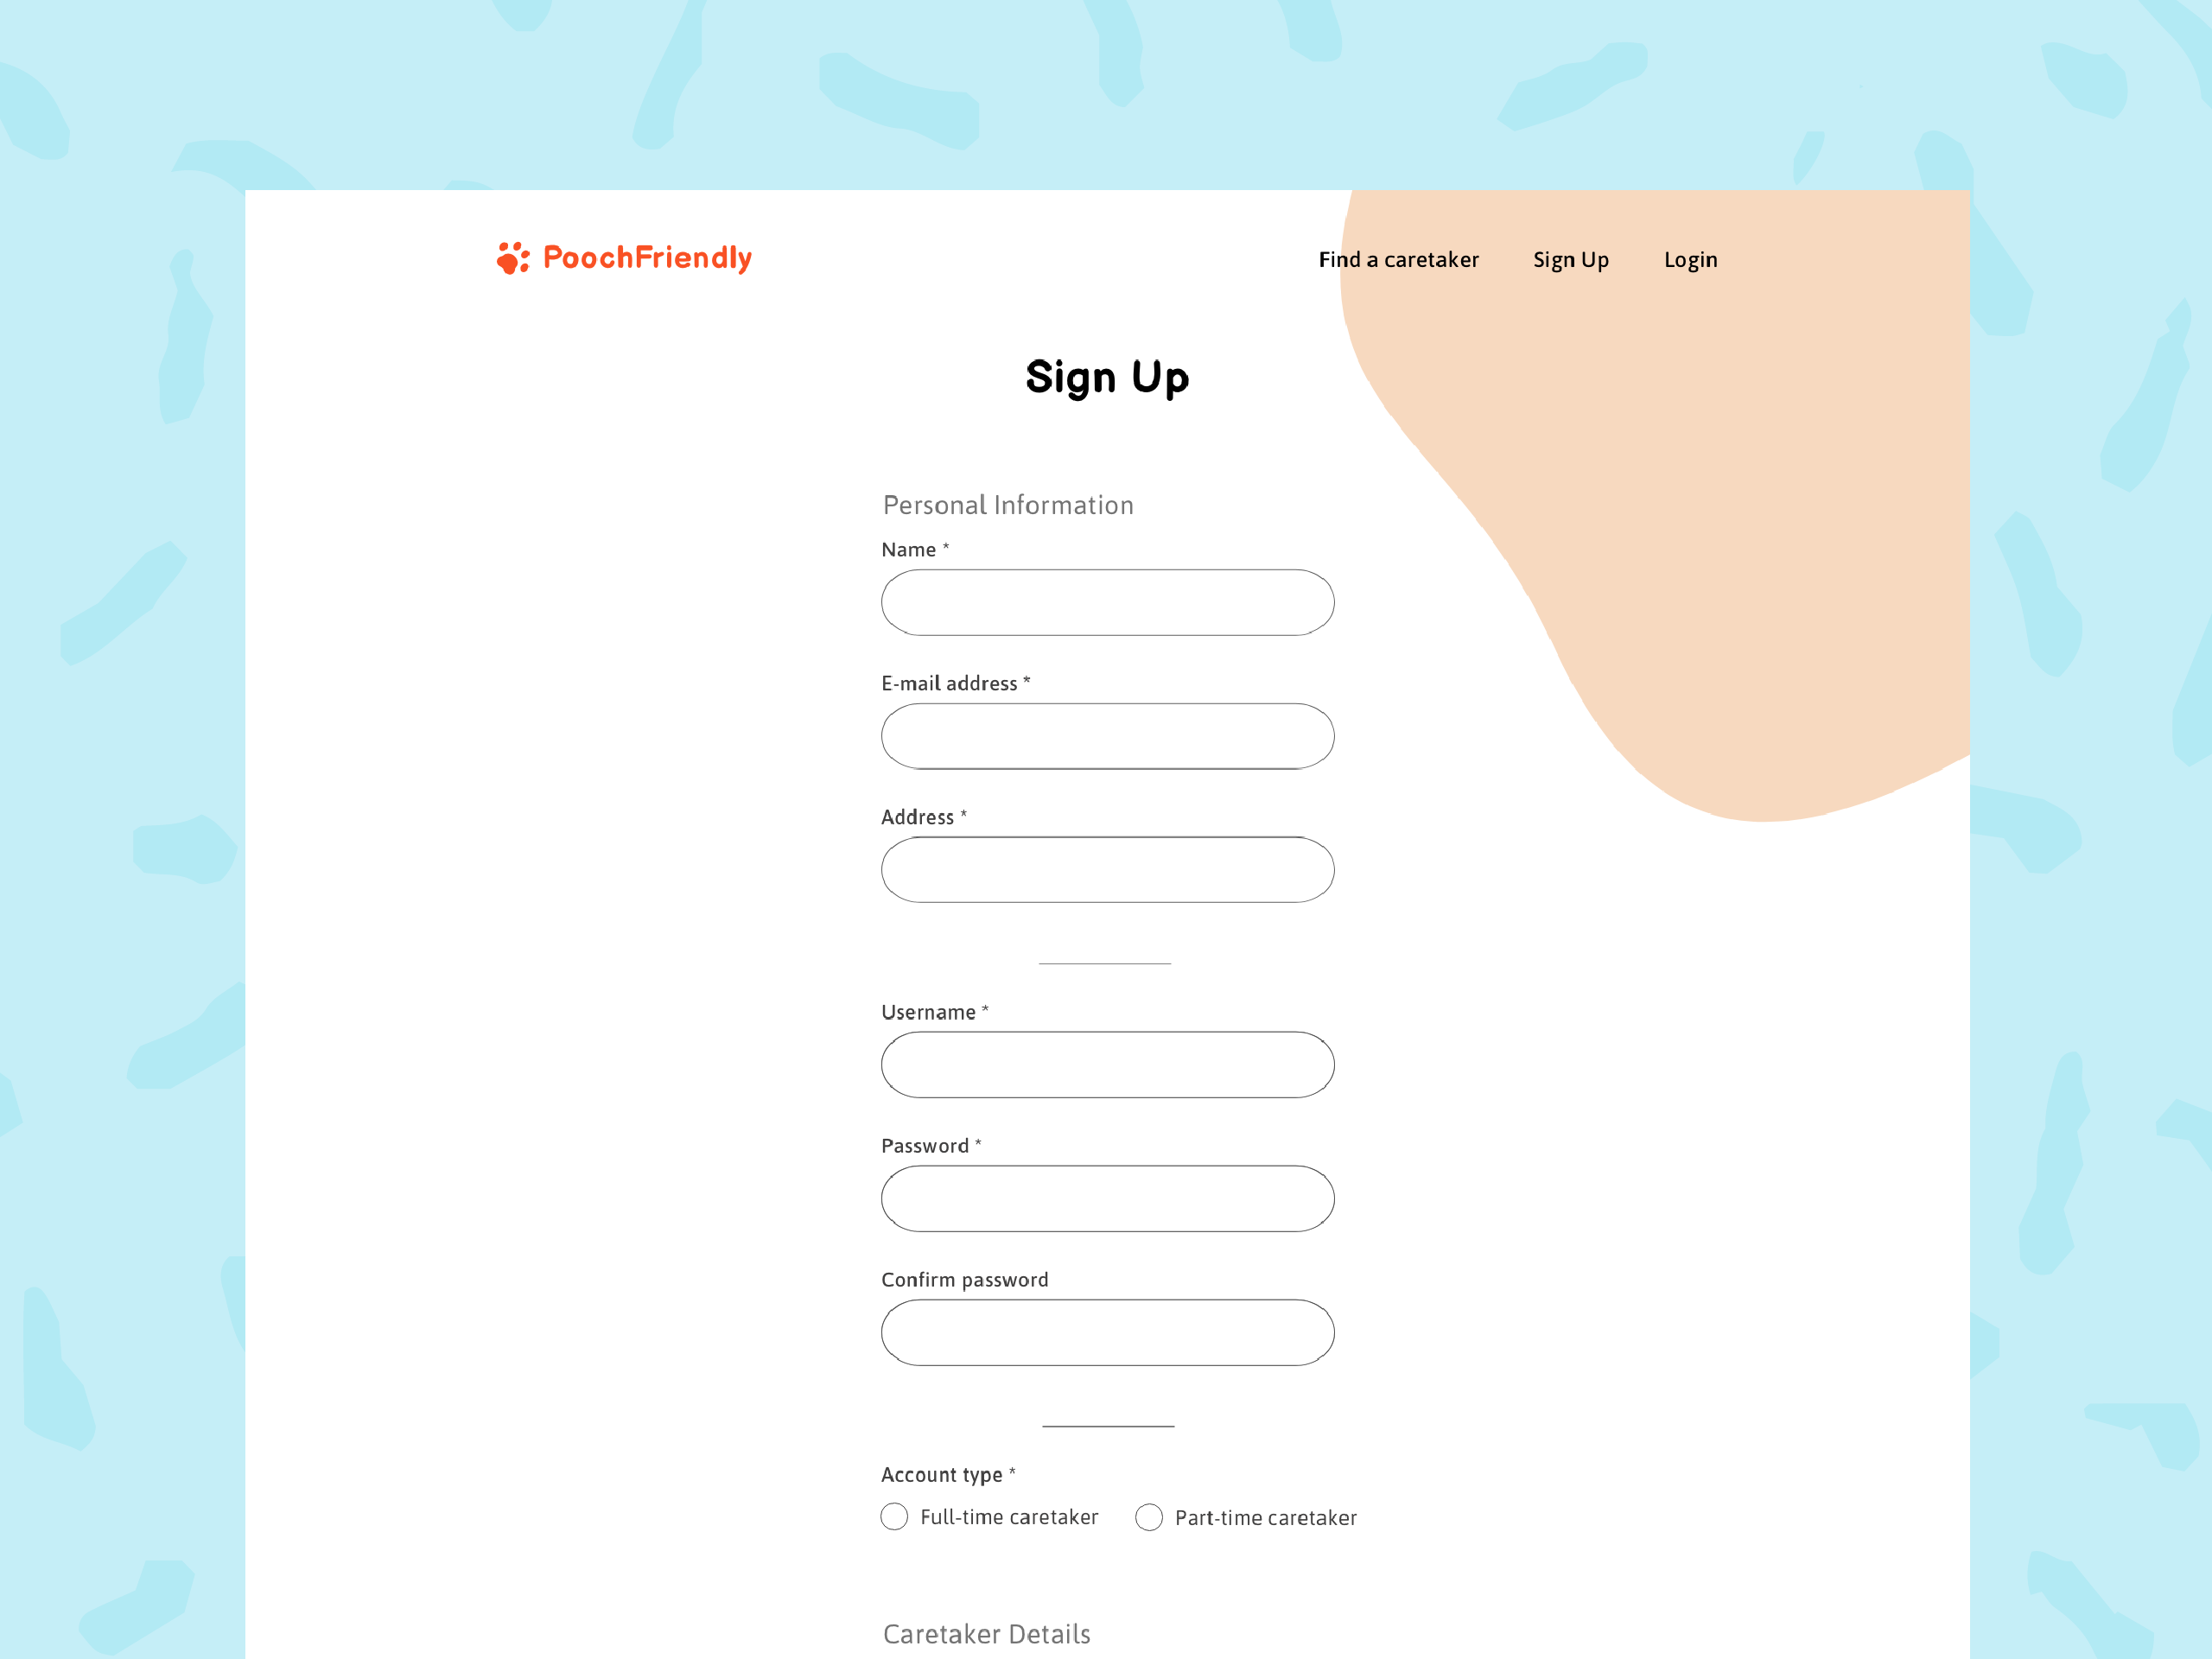 PoochFriendly
Find a caretaker Sign Up Login
Sign Up
Personal Information
Name *
E-mail address *
Address *
Username *
Password *
Confirm password
Account type *
Full-time caretaker Part-time caretaker
Caretaker Details